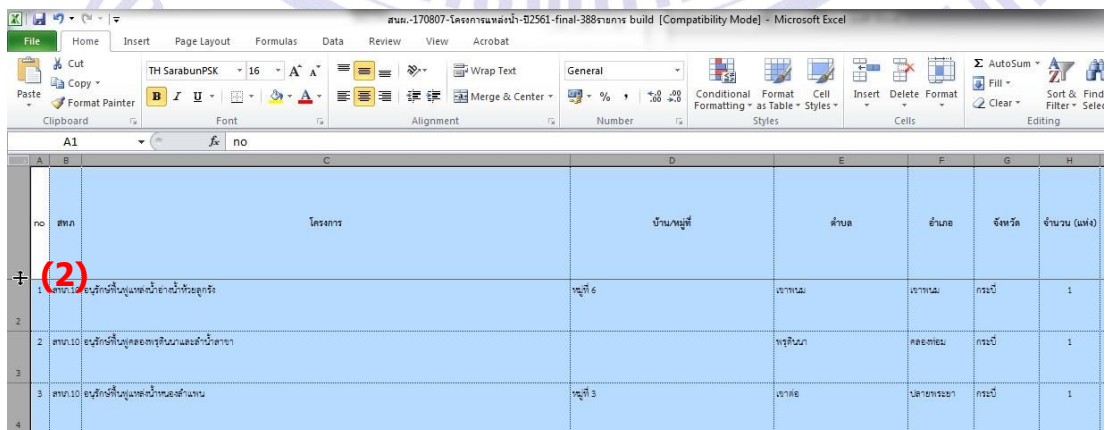 สนผ.-170807-โครงการแหล่งน้ำ-ปี2561-final-388รายการ build [Compatibility Mode] - Microsoft Excel
File Home Insert Page Layout Formulas Data Review View Acrobat
Cut
Copy
Format Painter
Paste
TH SarabunPSK 16 A A
B I U A
Wrap Text
Merge & Center
General
% , .00 .0
Conditional Formatting
Format as Table
Cell Styles
Insert Delete Format
AutoSum
Fill
Clear
Sort & Filter
Find
Clipboard Font Alignment Number Styles Cells Editing
A1 fx no
A B C D E F G H
no สทภ โครงการ บ้าน/หมู่ที่ ตำบล อำเภอ จังหวัด จำนวน (แห่ง)
(2)
1 สทภ.10 อนุรักษ์ฟื้นฟูแหล่งน้ำอ่างน้ำห้วยลูกรัง หมู่ที่ 6 เขาพนม เขาพนม กระบี่ 1
2
2 สทภ.10 อนุรักษ์ฟื้นฟูคลองพรุดินนาและลำน้ำสาขา พรุดินนา คลองท่อม กระบี่ 1
3
3 สทภ.10 อนุรักษ์ฟื้นฟูแหล่งน้ำหนองลำแพน หมู่ที่ 3 เขาต่อ ปลายพระยา กระบี่ 1
4